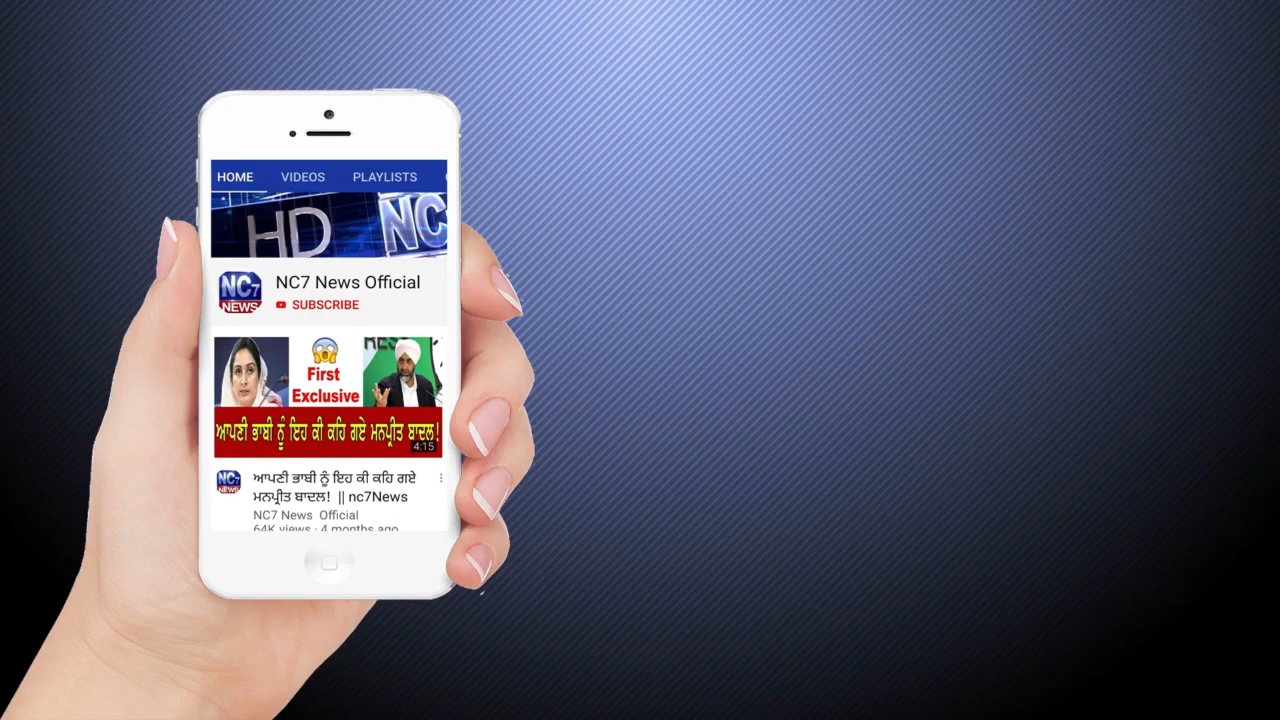 HOME VIDEOS PLAYLISTS
HD NC
NC7 NEWS
NC7 News Official
SUBSCRIBE
First
Exclusive
ਆਪਣੀ ਭਾਬੀ ਨੂੰ ਇਹ ਕੀ ਕਹਿ ਗਏ ਮਨਪ੍ਰੀਤ ਬਾਦਲ!
4:15
NC7 NEWS
ਆਪਣੀ ਭਾਬੀ ਨੂੰ ਇਹ ਕੀ ਕਹਿ ਗਏ
ਮਨਪ੍ਰੀਤ ਬਾਦਲ! || nc7News
NC7 News Official
64K views · 4 months ago